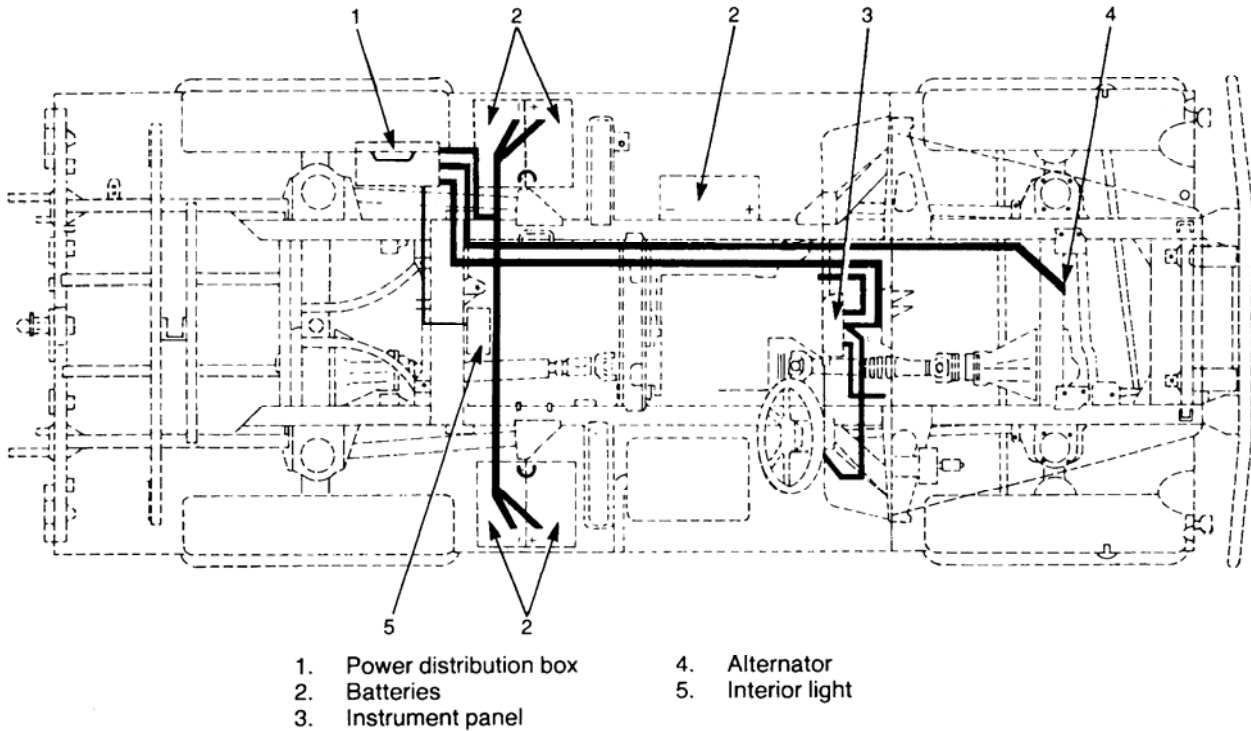 1 2 2 3 4
5 2
1. Power distribution box 4. Alternator
2. Batteries 5. Interior light
3. Instrument panel